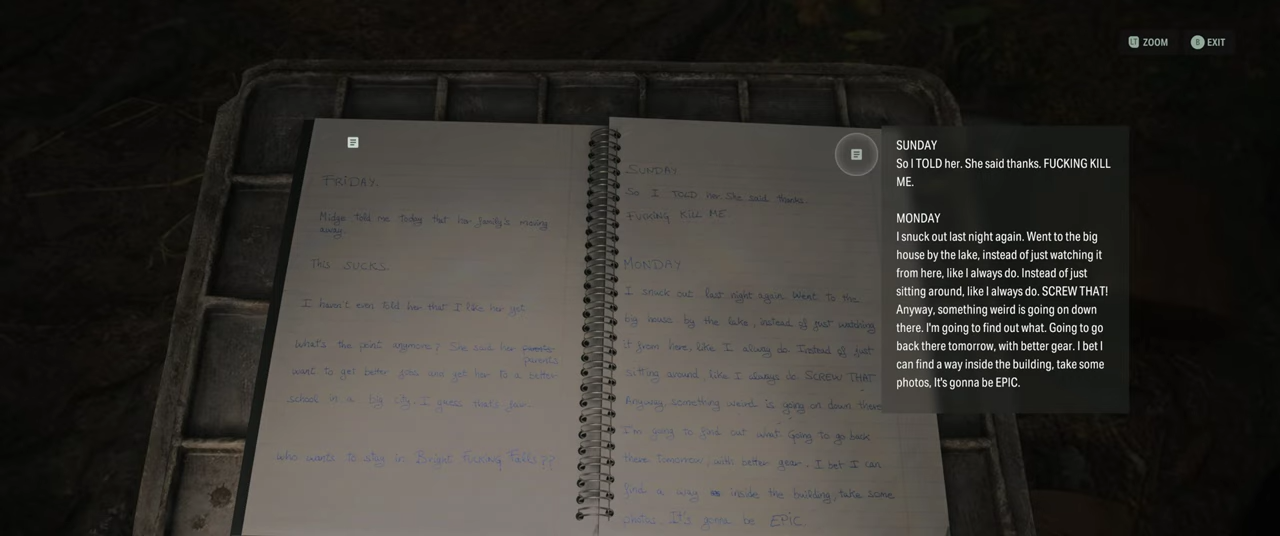 LT ZOOM
B EXIT
FRIDAY.
Midge told me today that her family's moving
away.
THIS SUCKS.
I haven't even told her that I like her yet
what's the point anymore? She said her parents
parents
want to get better jobs and get her to a better
school in a big city. I guess that's fair.
who wants to stay in Bright Fucking Falls??
SUNDAY
So I TOLD her. She said thanks.
FUCKING KILL ME.
MONDAY
I snuck out last night again. Went to the
big house by the lake, instead of just watching
it from here, like I always do. Instead of just
sitting around, like I always do. SCREW THAT
Anyway, something weird is going on down there
I'm going to find out what. Going to go back
there tomorrow, with better gear. I bet I can
find a way inside the building, take some
photos. It's gonna be EPIC.
SUNDAY
So I TOLD her. She said thanks. FUCKING KILL
ME.
MONDAY
I snuck out last night again. Went to the big
house by the lake, instead of just watching it
from here, like I always do. Instead of just
sitting around, like I always do. SCREW THAT!
Anyway, something weird is going on down
there. I'm going to find out what. Going to go
back there tomorrow, with better gear. I bet I
can find a way inside the building, take some
photos, It's gonna be EPIC.